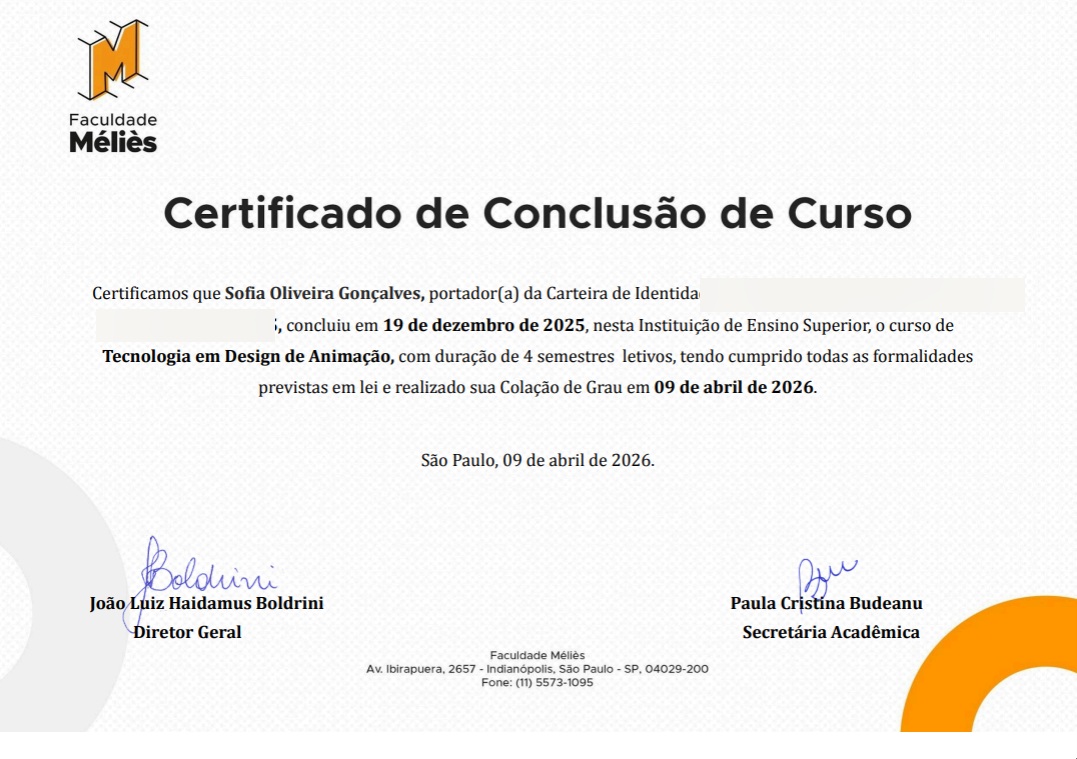 Faculdade
Méliès
Certificado de Conclusão de Curso
Certificamos que Sofia Oliveira Gonçalves, portador(a) da Carteira de Identida
, concluiu em 19 de dezembro de 2025, nesta Instituição de Ensino Superior, o curso de
Tecnologia em Design de Animação, com duração de 4 semestres letivos, tendo cumprido todas as formalidades
previstas em lei e realizado sua Colação de Grau em 09 de abril de 2026.
São Paulo, 09 de abril de 2026.
Boldrini
João Luiz Haidamus Boldrini
Diretor Geral
Paula Cristina Budeanu
Secretária Acadêmica
Faculdade Méliès
Av. Ibirapuera, 2657 - Indianópolis, São Paulo - SP, 04029-200
Fone: (11) 5573-1095